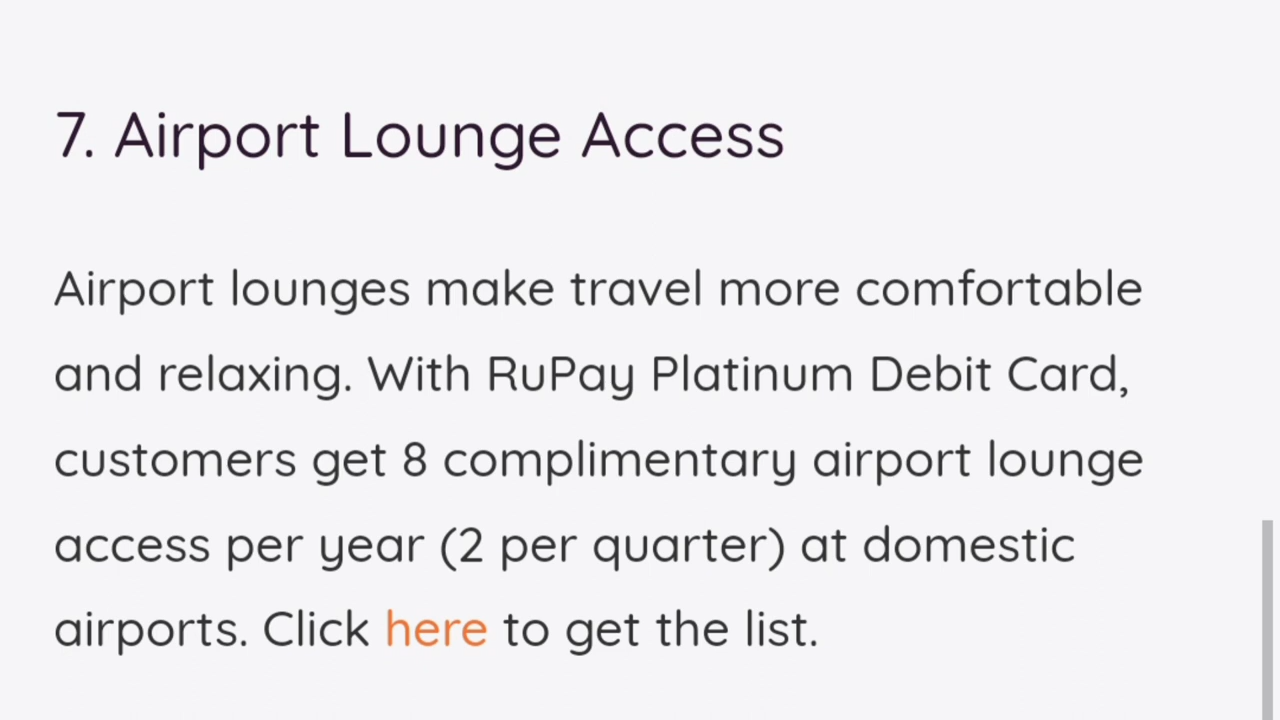 7. Airport Lounge Access
Airport lounges make travel more comfortable
and relaxing. With RuPay Platinum Debit Card,
customers get 8 complimentary airport lounge
access per year (2 per quarter) at domestic
airports. Click here to get the list.